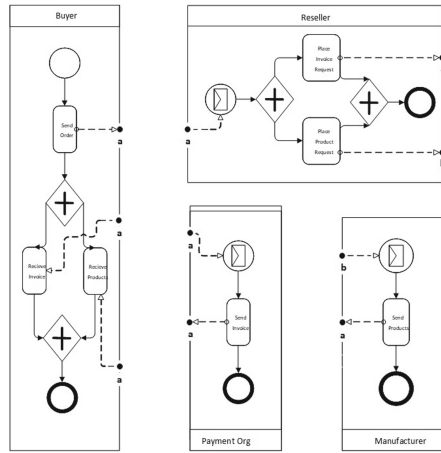 Buyer
Send
Order
a
a
Recieve
Invoice
Recieve
Products
a
Reseller
Plase
Invoice
Request
a
Plase
Product
Request
a
Send
Invoice
a
Payment Org
b
Send
Products
a
Manufacturer